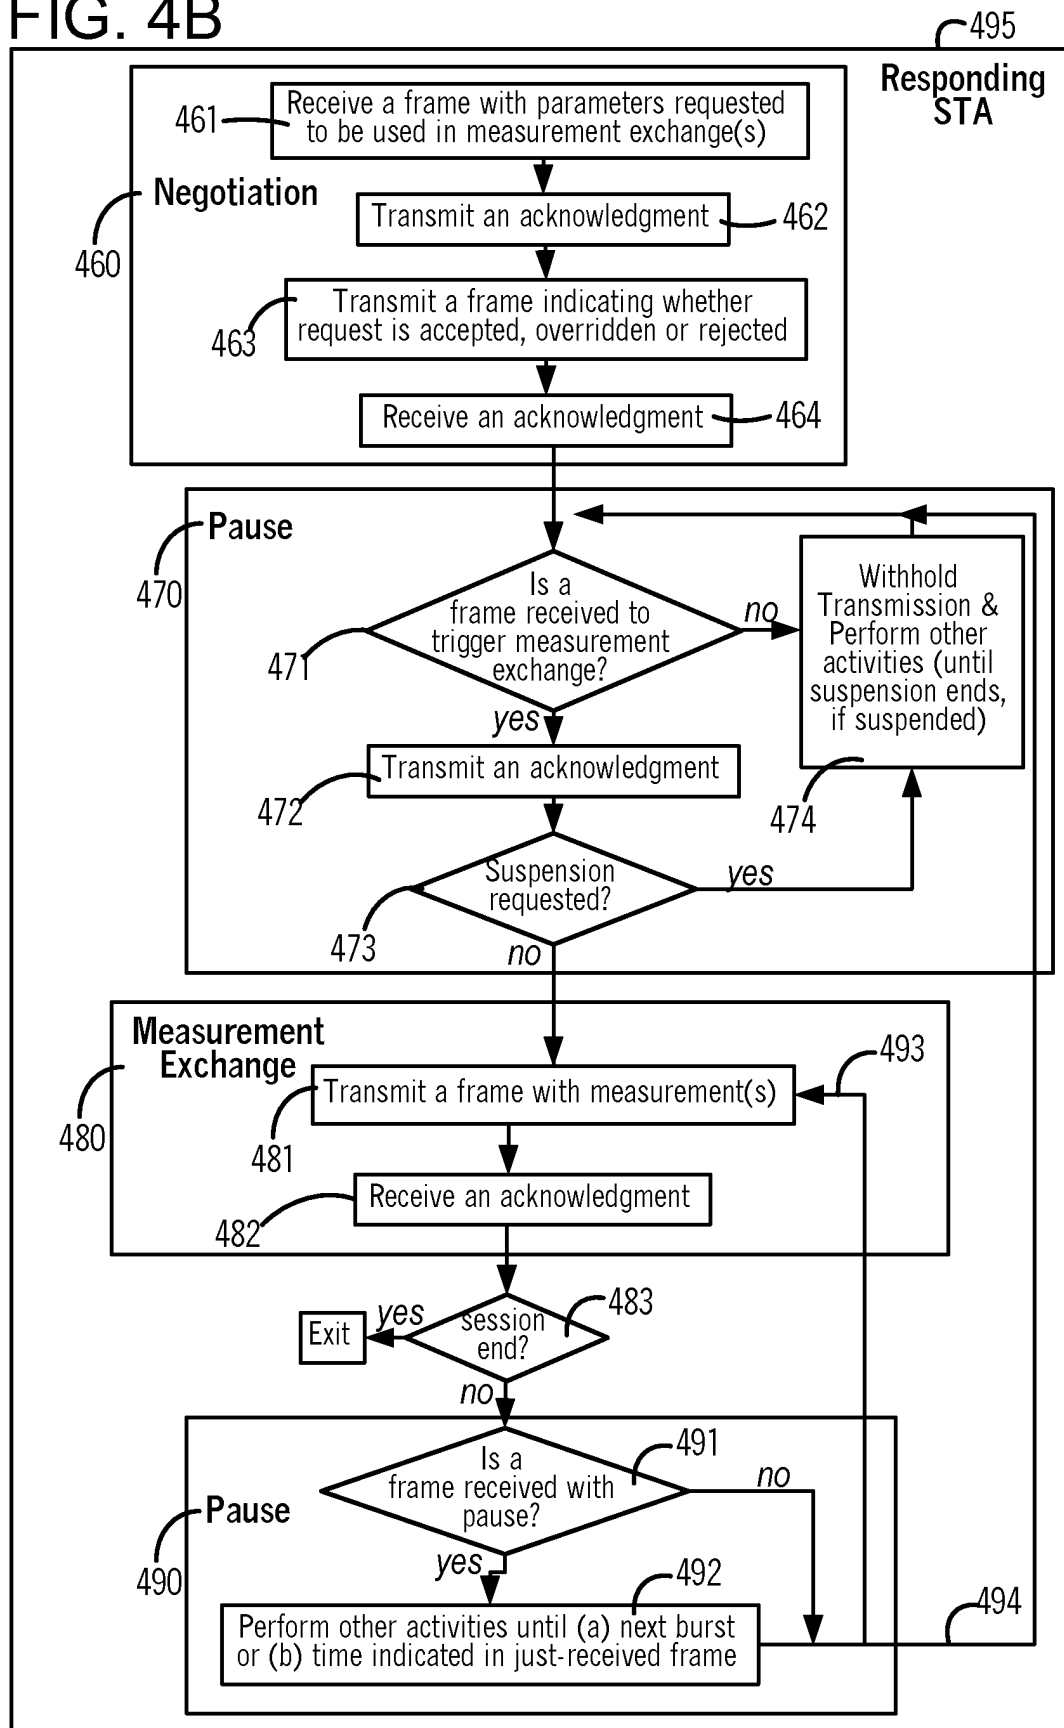 FIG. 4B
495
Responding
STA
Receive a frame with parameters requested
to be used in measurement exchange(s)
461
Negotiation
460
Transmit an acknowledgment
462
Transmit a frame indicating whether
request is accepted, overridden or rejected
463
Receive an acknowledgment
464
Pause
470
Is a
frame received to
trigger measurement
exchange?
471
no
Withhold
Transmission &
Perform other
activities (until
suspension ends,
if suspended)
474
yes
Transmit an acknowledgment
472
Suspension
requested?
473
yes
no
Measurement
Exchange
480
493
Transmit a frame with measurement(s)
481
Receive an acknowledgment
482
session
end?
483
yes
Exit
no
Pause
490
Is a
frame received with
pause?
491
no
yes
492
Perform other activities until (a) next burst
or (b) time indicated in just-received frame
494